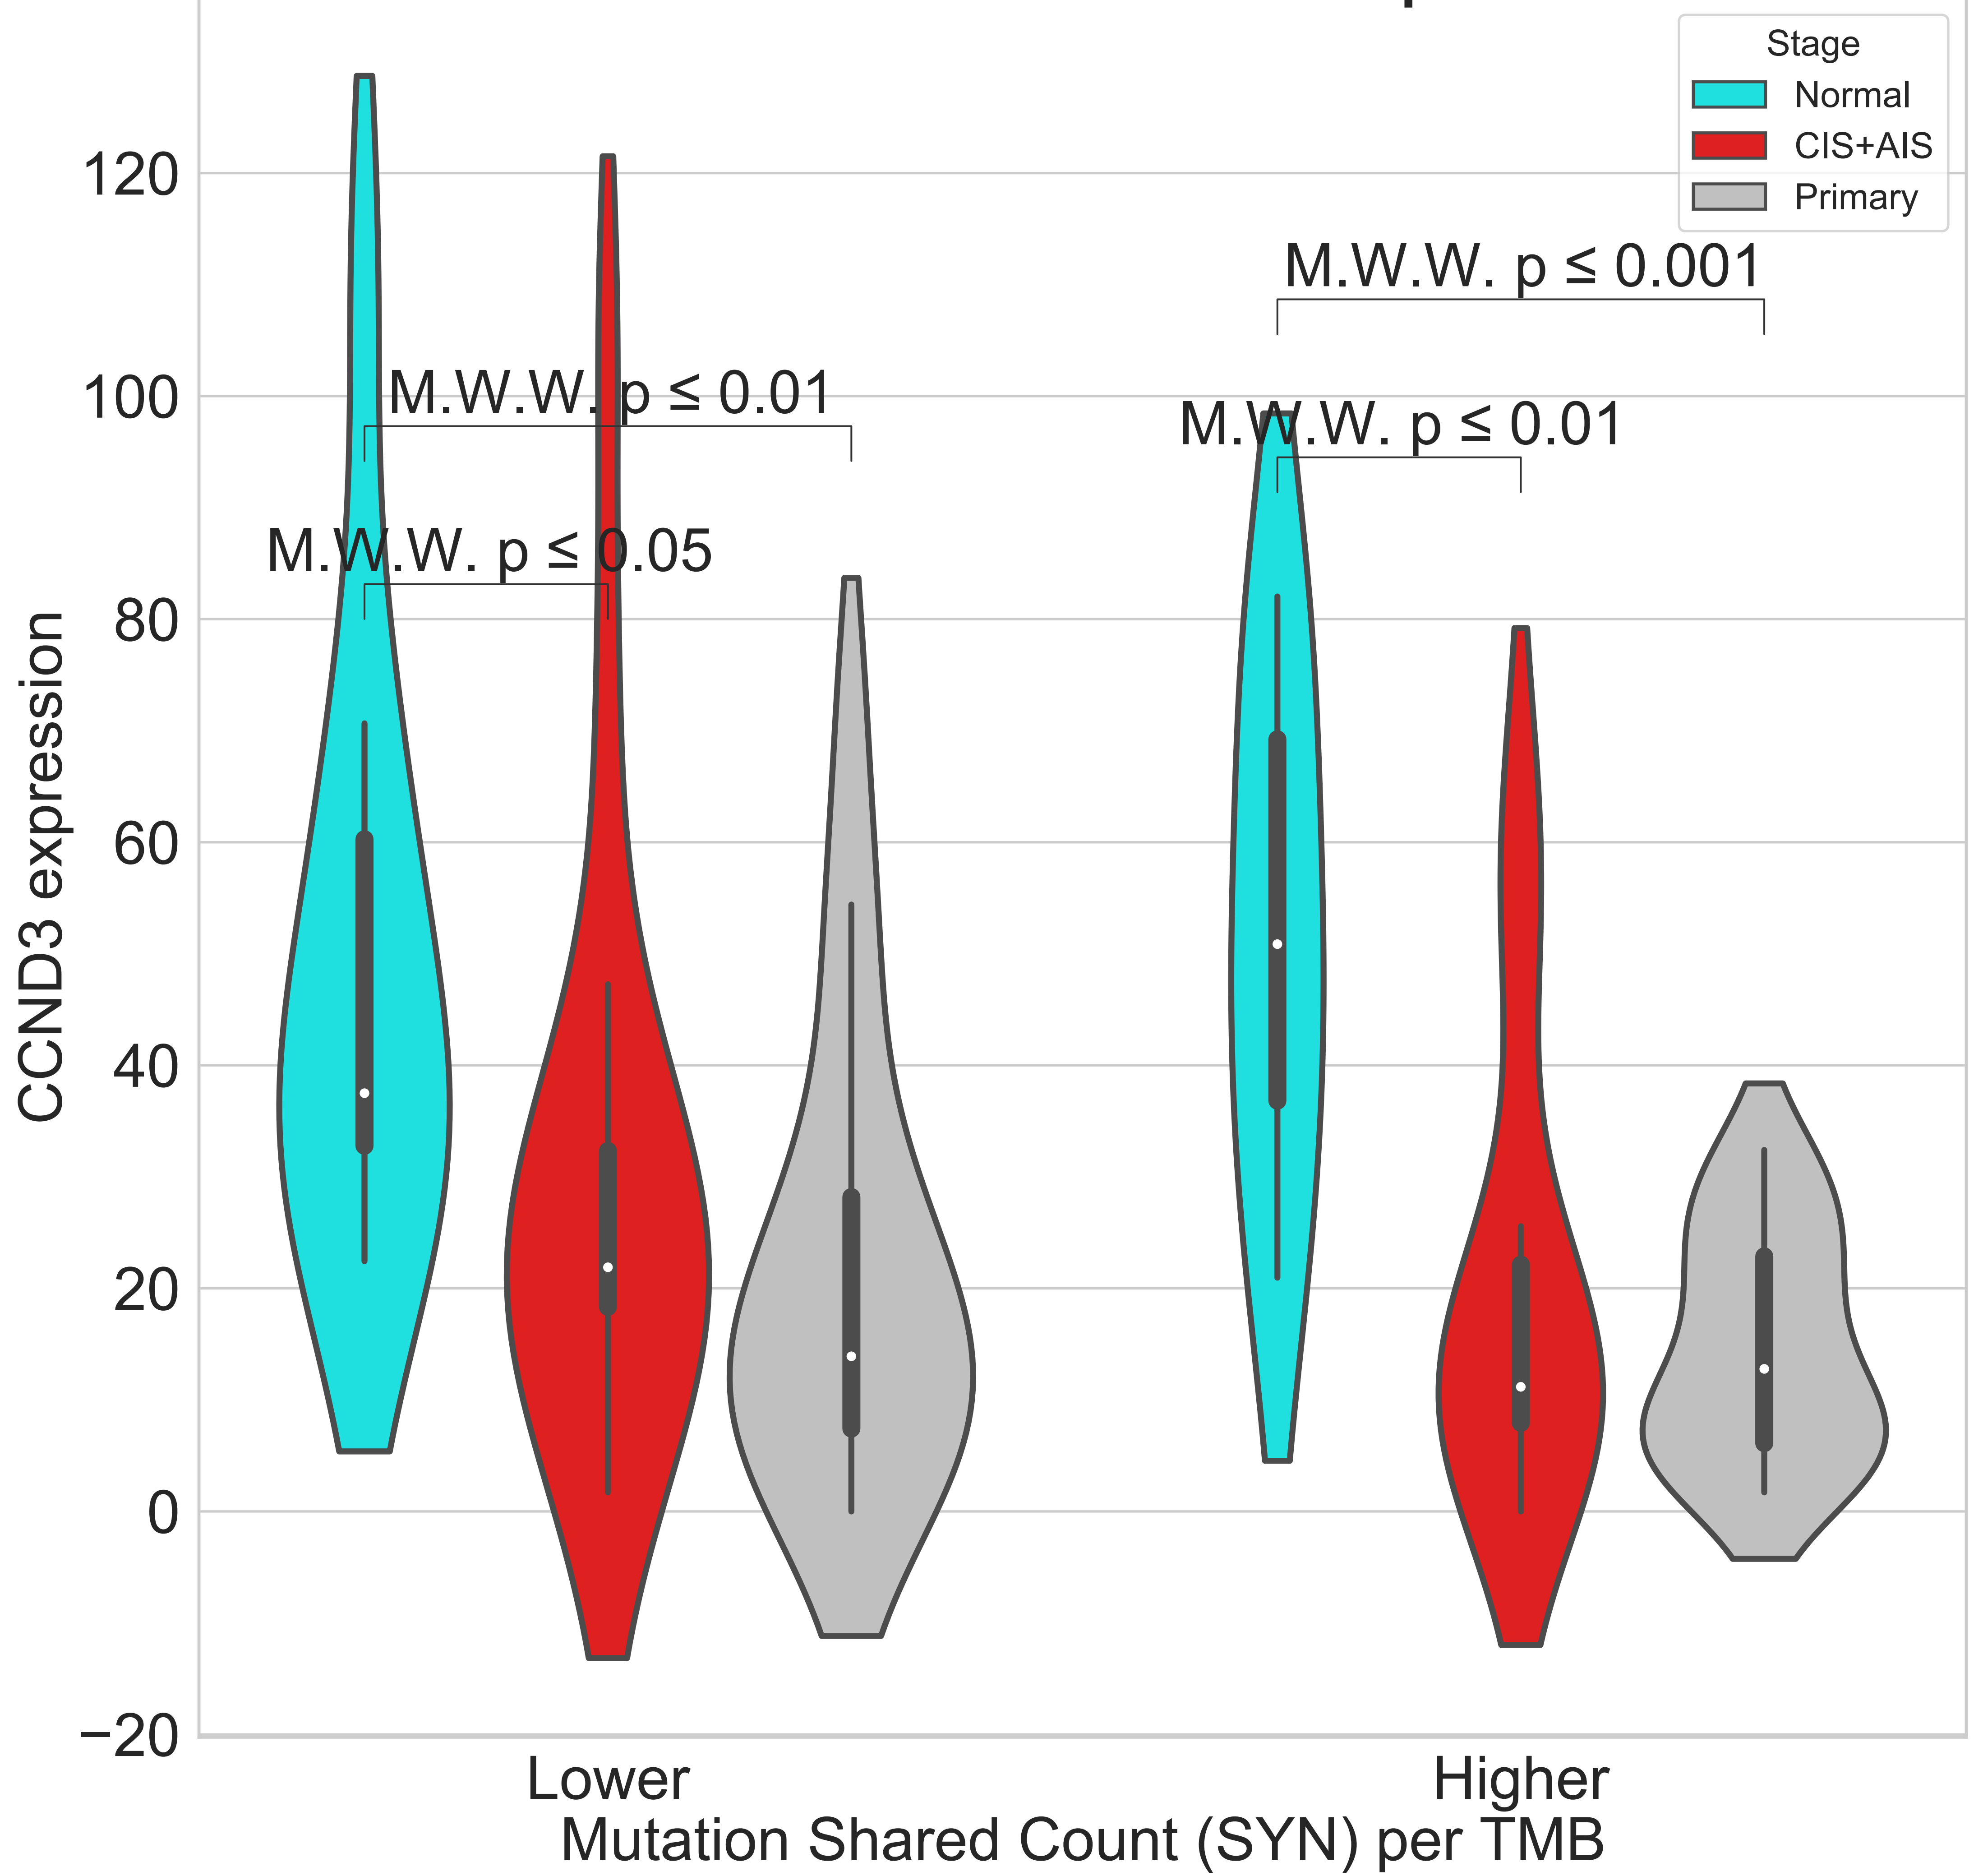 Stage
Normal
CIS+AIS
Primary
M.W.W. p ≤ 0.001
M.W.W. p ≤ 0.01
M.W.W. p ≤ 0.01
M.W.W. p ≤ 0.05
CCND3 expression
120
100
80
60
40
20
0
−20
Lower
Higher
Mutation Shared Count (SYN) per TMB